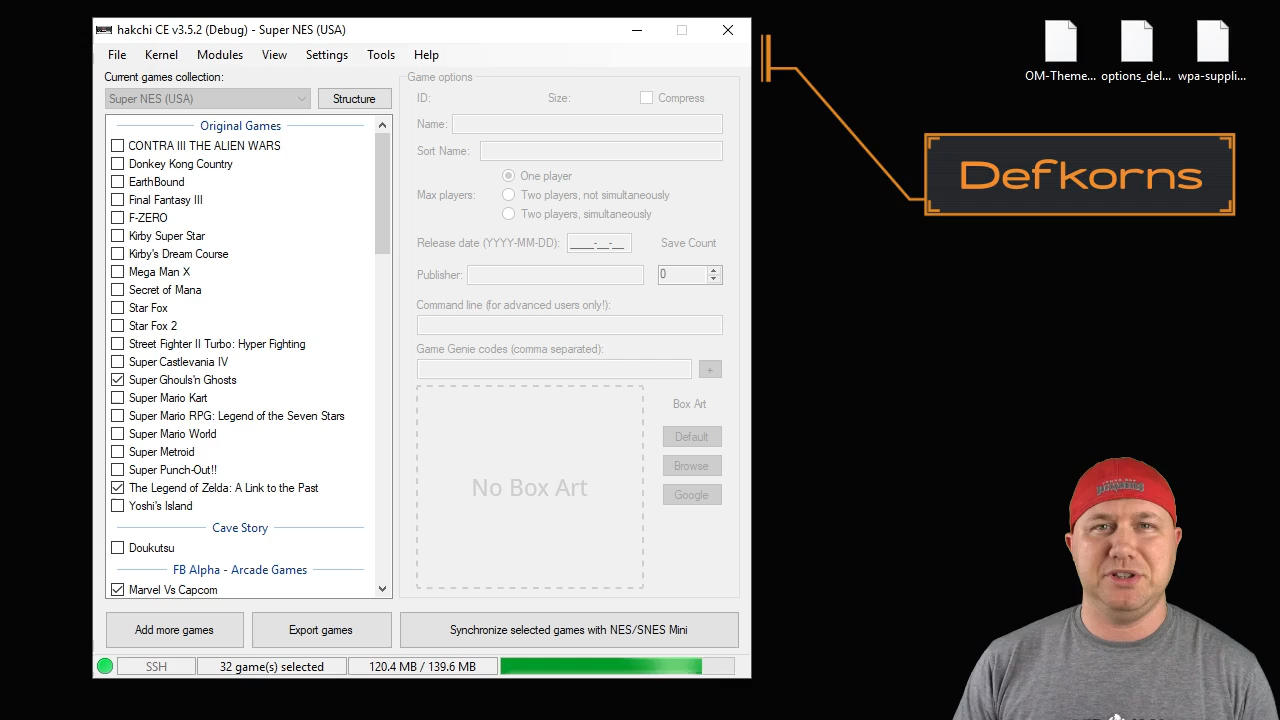 hakchi CE v3.5.2 (Debug) - Super NES (USA)
File Kernel Modules View Settings Tools Help
Current games collection:
Super NES (USA)
Structure
Original Games
CONTRA III THE ALIEN WARS
Donkey Kong Country
EarthBound
Final Fantasy III
F-ZERO
Kirby Super Star
Kirby's Dream Course
Mega Man X
Secret of Mana
Star Fox
Star Fox 2
Street Fighter II Turbo: Hyper Fighting
Super Castlevania IV
Super Ghouls'n Ghosts
Super Mario Kart
Super Mario RPG: Legend of the Seven Stars
Super Mario World
Super Metroid
Super Punch-Out!!
The Legend of Zelda: A Link to the Past
Yoshi's Island
Cave Story
Doukutsu
FB Alpha - Arcade Games
Marvel Vs Capcom
Game options
ID: Size: Compress
Name:
Sort Name:
Max players:
One player
Two players, not simultaneously
Two players, simultaneously
Release date (YYYY-MM-DD): ____-__-__ Save Count
Publisher: 0
Command line (for advanced users only!):
Game Genie codes (comma separated):
+
No Box Art
Box Art
Default
Browse
Google
Add more games
Export games
Synchronize selected games with NES/SNES Mini
SSH
32 game(s) selected
120.4 MB / 139.6 MB
OM-Theme... options_del... wpa-suppli...
Defkorns